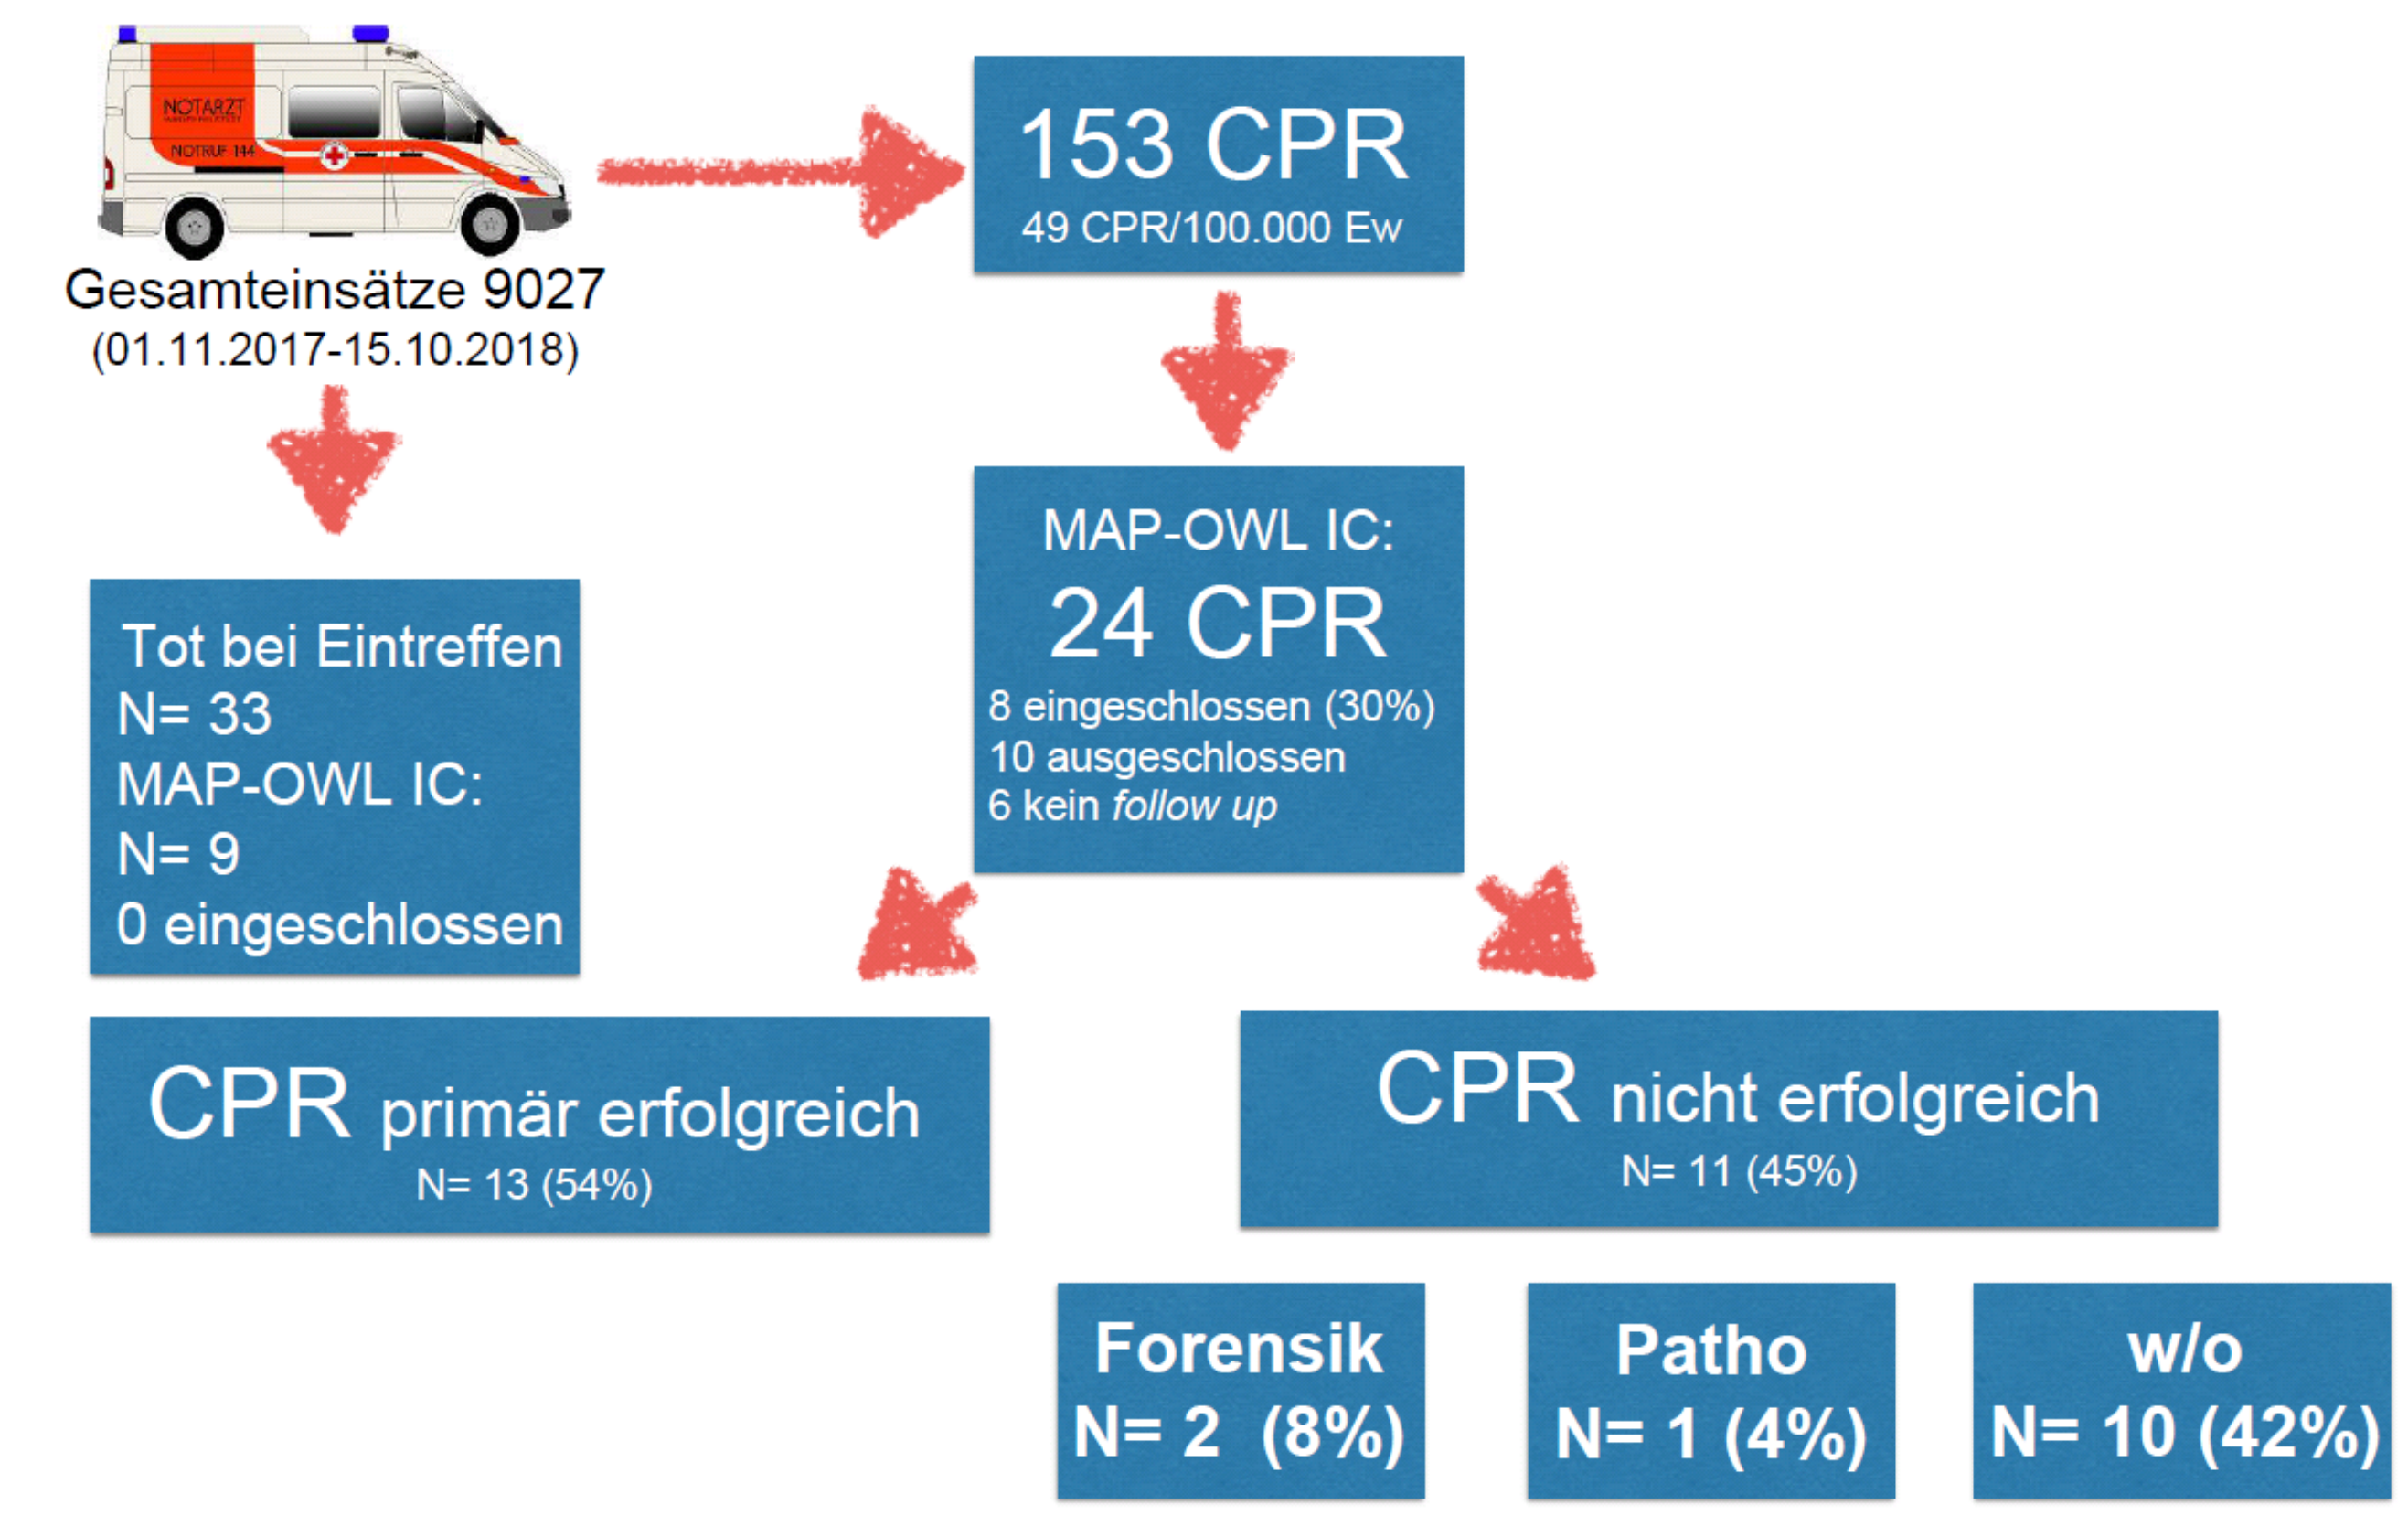 NOTARZT
NOTRUF 144
Gesamteinsätze 9027
(01.11.2017-15.10.2018)
153 CPR
49 CPR/100.000 Ew
Tot bei Eintreffen
N= 33
MAP-OWL IC:
N= 9
0 eingeschlossen
MAP-OWL IC:
24 CPR
8 eingeschlossen (30%)
10 ausgeschlossen
6 kein follow up
CPR primär erfolgreich
N= 13 (54%)
CPR nicht erfolgreich
N= 11 (45%)
Forensik
N= 2 (8%)
Patho
N= 1 (4%)
w/o
N= 10 (42%)